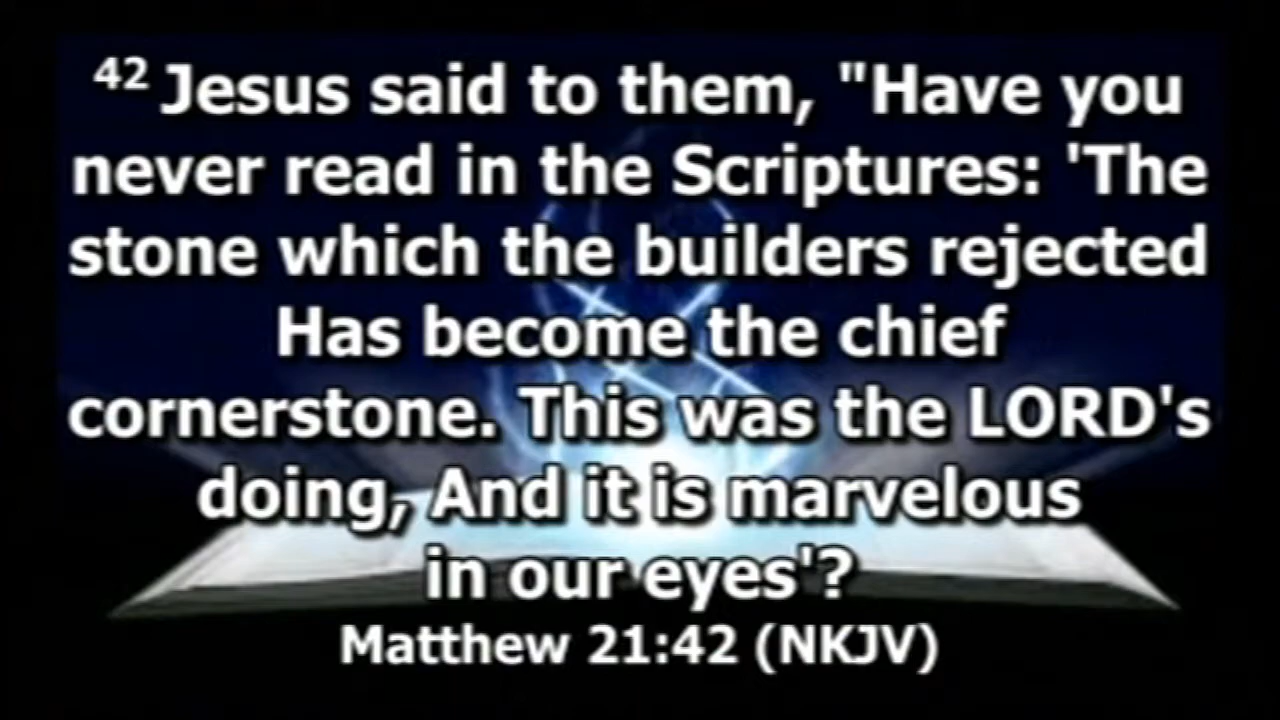 42 Jesus said to them, "Have you
never read in the Scriptures: 'The
stone which the builders rejected
Has become the chief
cornerstone. This was the LORD's
doing, And it is marvelous
in our eyes'?
Matthew 21:42 (NKJV)